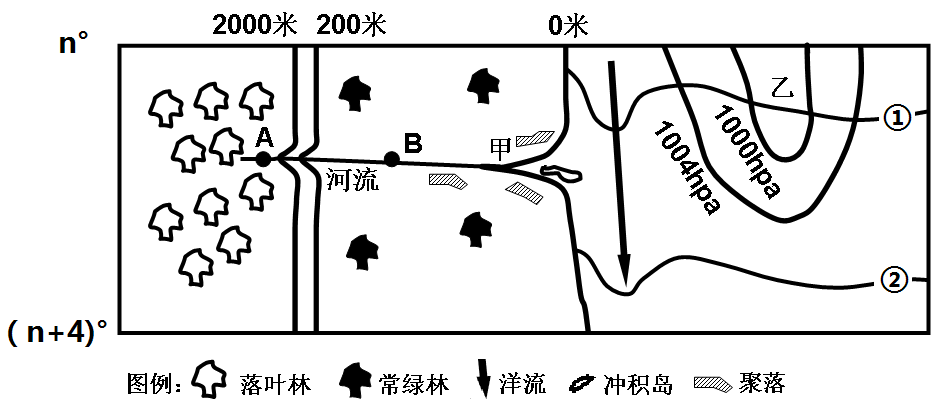 2000米 200米 0米
n°
乙
①
A B 甲
1004hpa 1000hpa
河流
②
( n+4)°
图例: 落叶林 常绿林 洋流 冲积岛 聚落